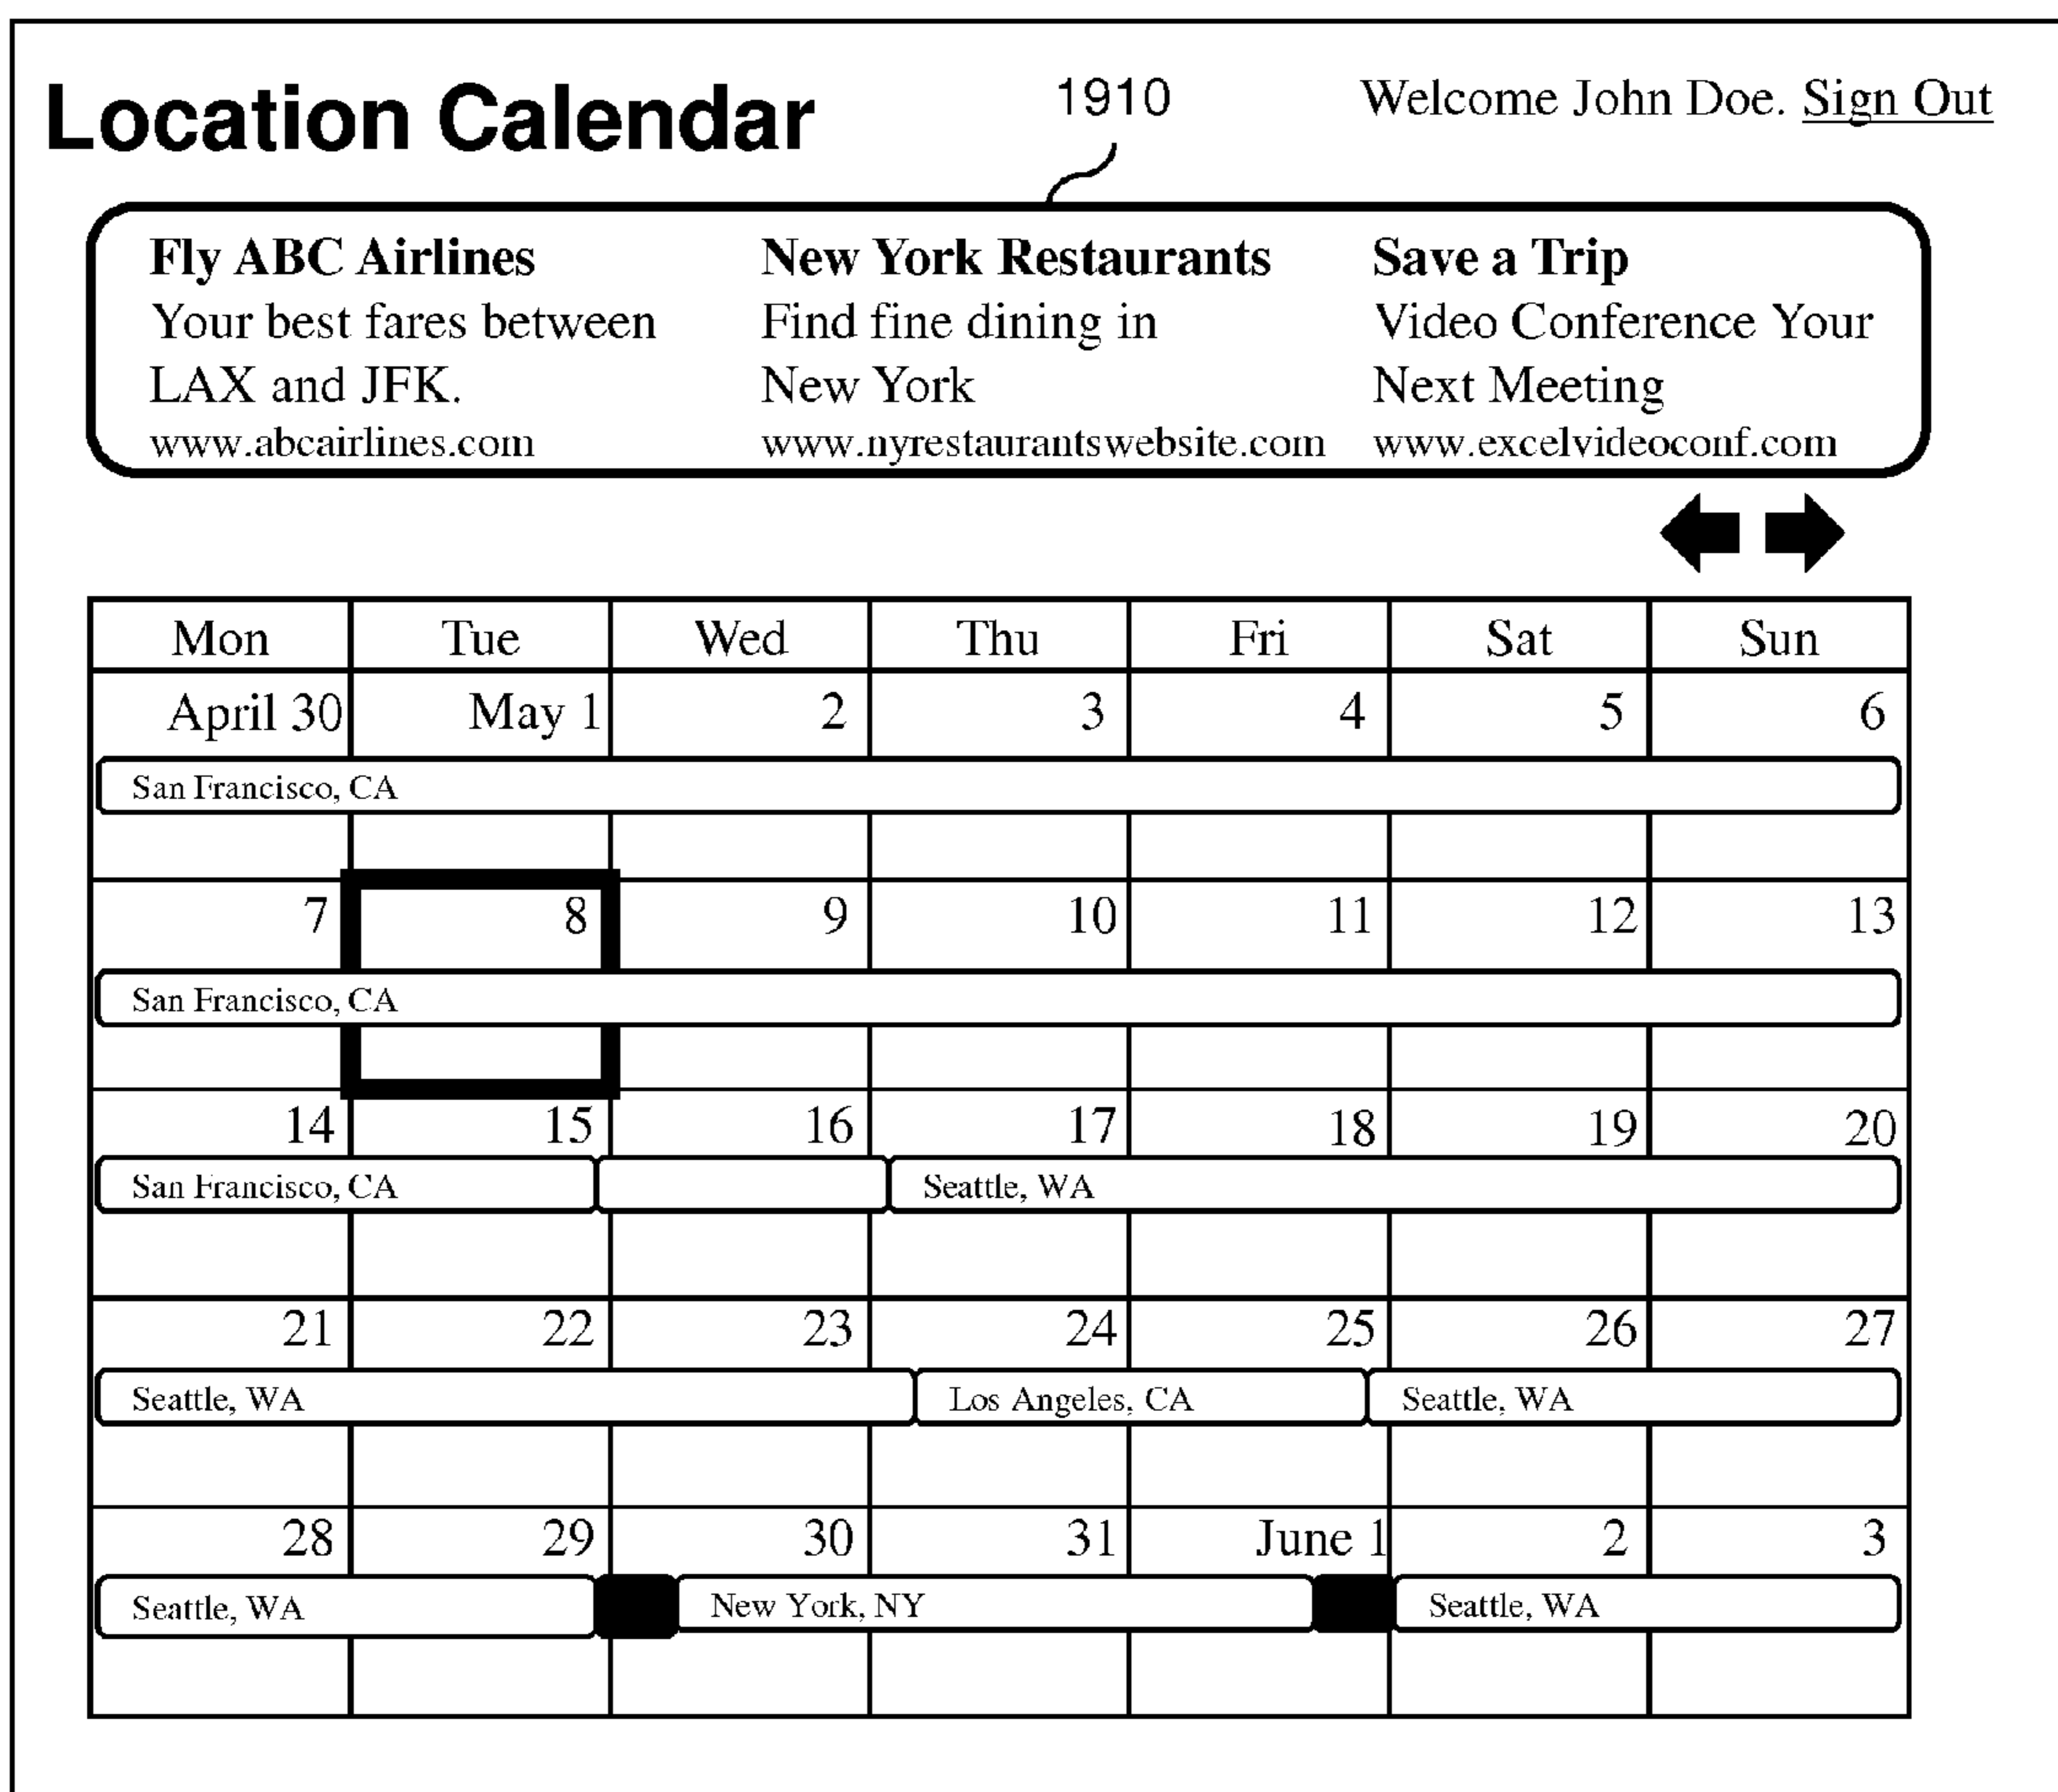 Location Calendar
1910
Welcome John Doe. Sign Out
Fly ABC Airlines
Your best fares between
LAX and JFK.
www.abcairlines.com
New York Restaurants
Find fine dining in
New York
www.nyrestaurantswebsite.com
Save a Trip
Video Conference Your
Next Meeting
www.excelvideoconf.com
Mon Tue Wed Thu Fri Sat Sun
April 30 May 1 2 3 4 5 6
San Francisco, CA
7 8 9 10 11 12 13
San Francisco, CA
14 15 16 17 18 19 20
San Francisco, CA Seattle, WA
21 22 23 24 25 26 27
Seattle, WA Los Angeles, CA Seattle, WA
28 29 30 31 June 1 2 3
Seattle, WA New York, NY Seattle, WA